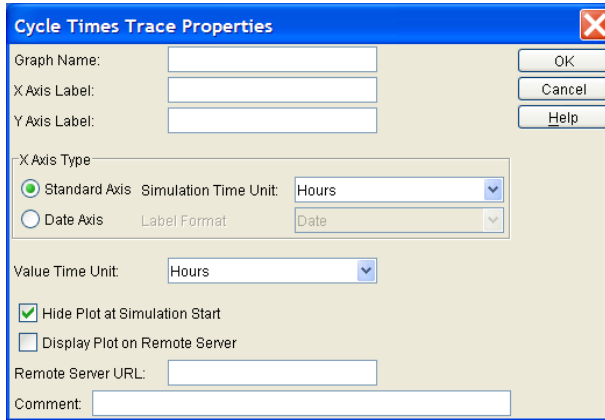 Cycle Times Trace Properties
Graph Name:
OK
X Axis Label:
Cancel
Y Axis Label:
Help
X Axis Type
Standard Axis Simulation Time Unit: Hours
Date Axis Label Format Date
Value Time Unit: Hours
Hide Plot at Simulation Start
Display Plot on Remote Server
Remote Server URL:
Comment: